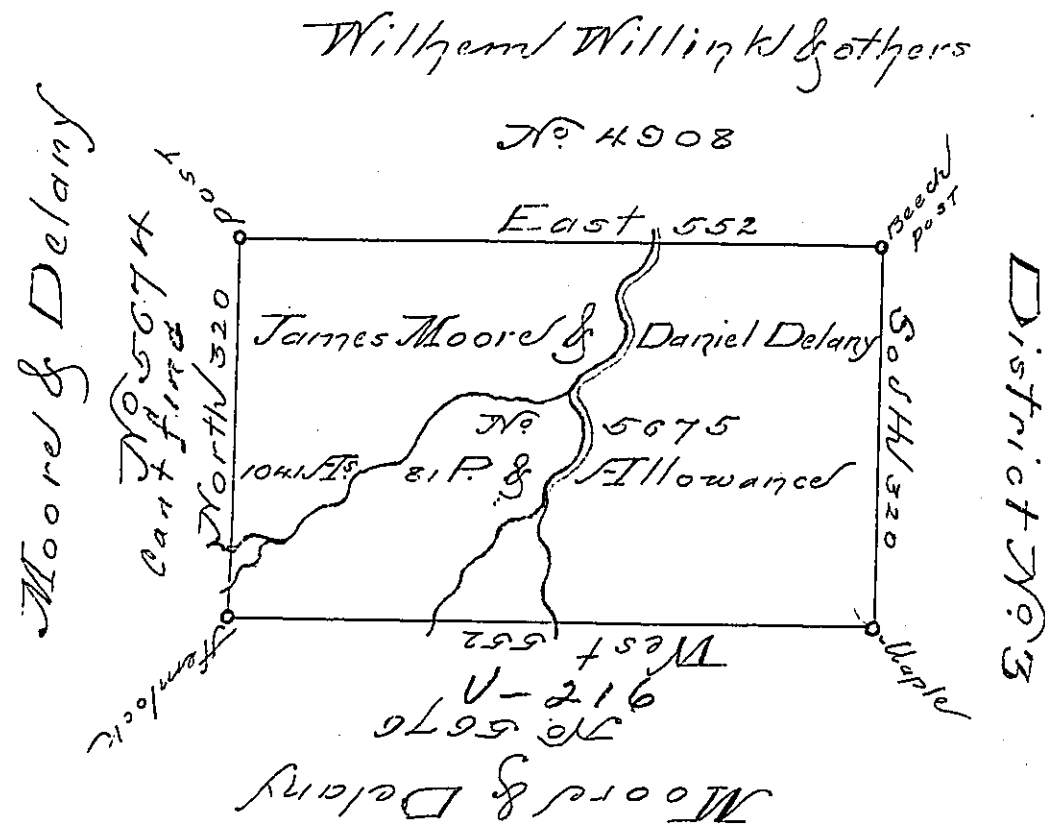 Wilhem Willink & others
No. 4908
Post
Beech post
East 552
Moore & Delany
No 5674
Cant find
North 320
James Moore & Daniel Delany
No 5675
1041 As. 81 P. & Allowance
South 320
District No. 3
Hemlock
Maple
West 552
912-A
No 5676
Moore & Delany